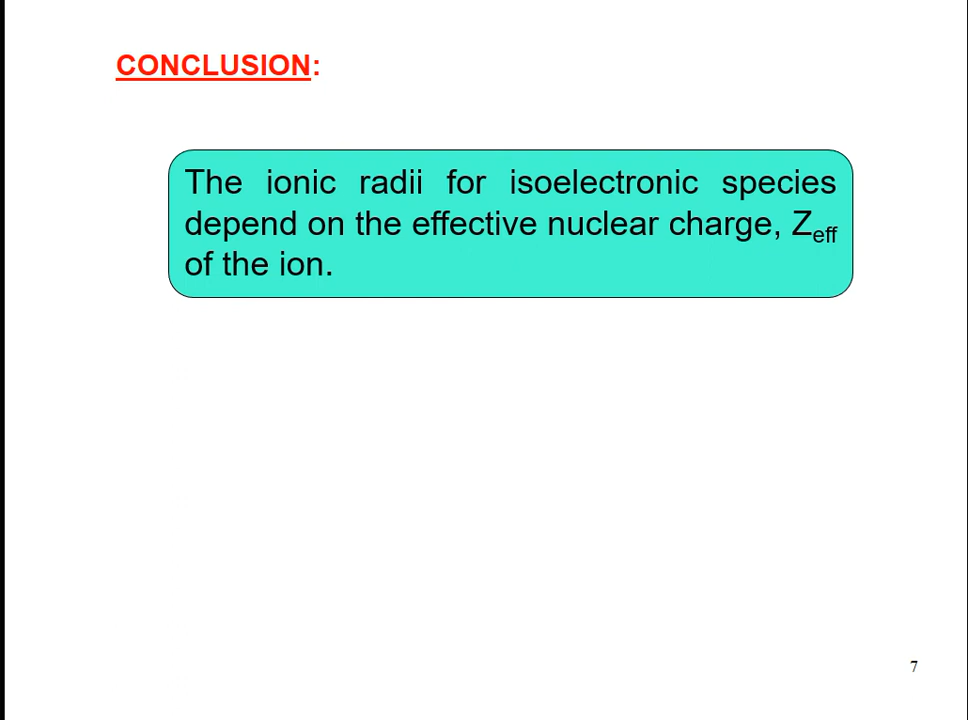 CONCLUSION:
The ionic radii for isoelectronic species
depend on the effective nuclear charge, Zeff
of the ion.
7